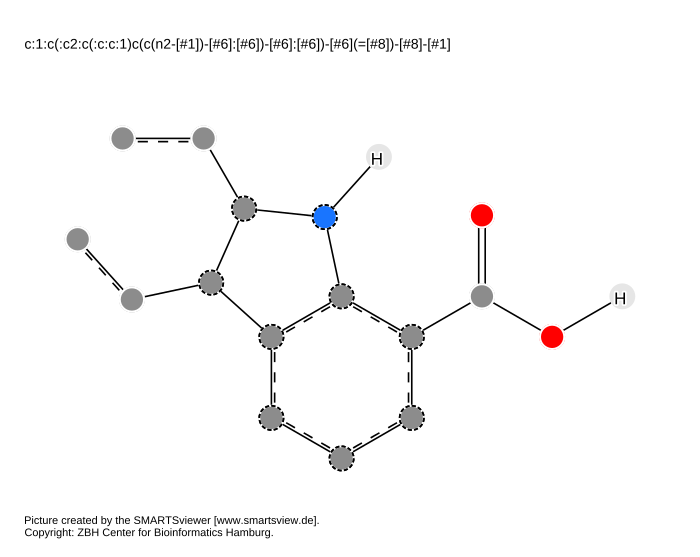 c:1:c(:c2:c(:c:c:1)c(c(n2-[#1])-[#6]:[#6])-[#6]:[#6])-[#6](=[#8])-[#8]-[#1]
H
H
Picture created by the SMARTSviewer [www.smartsview.de].
Copyright: ZBH Center for Bioinformatics Hamburg.